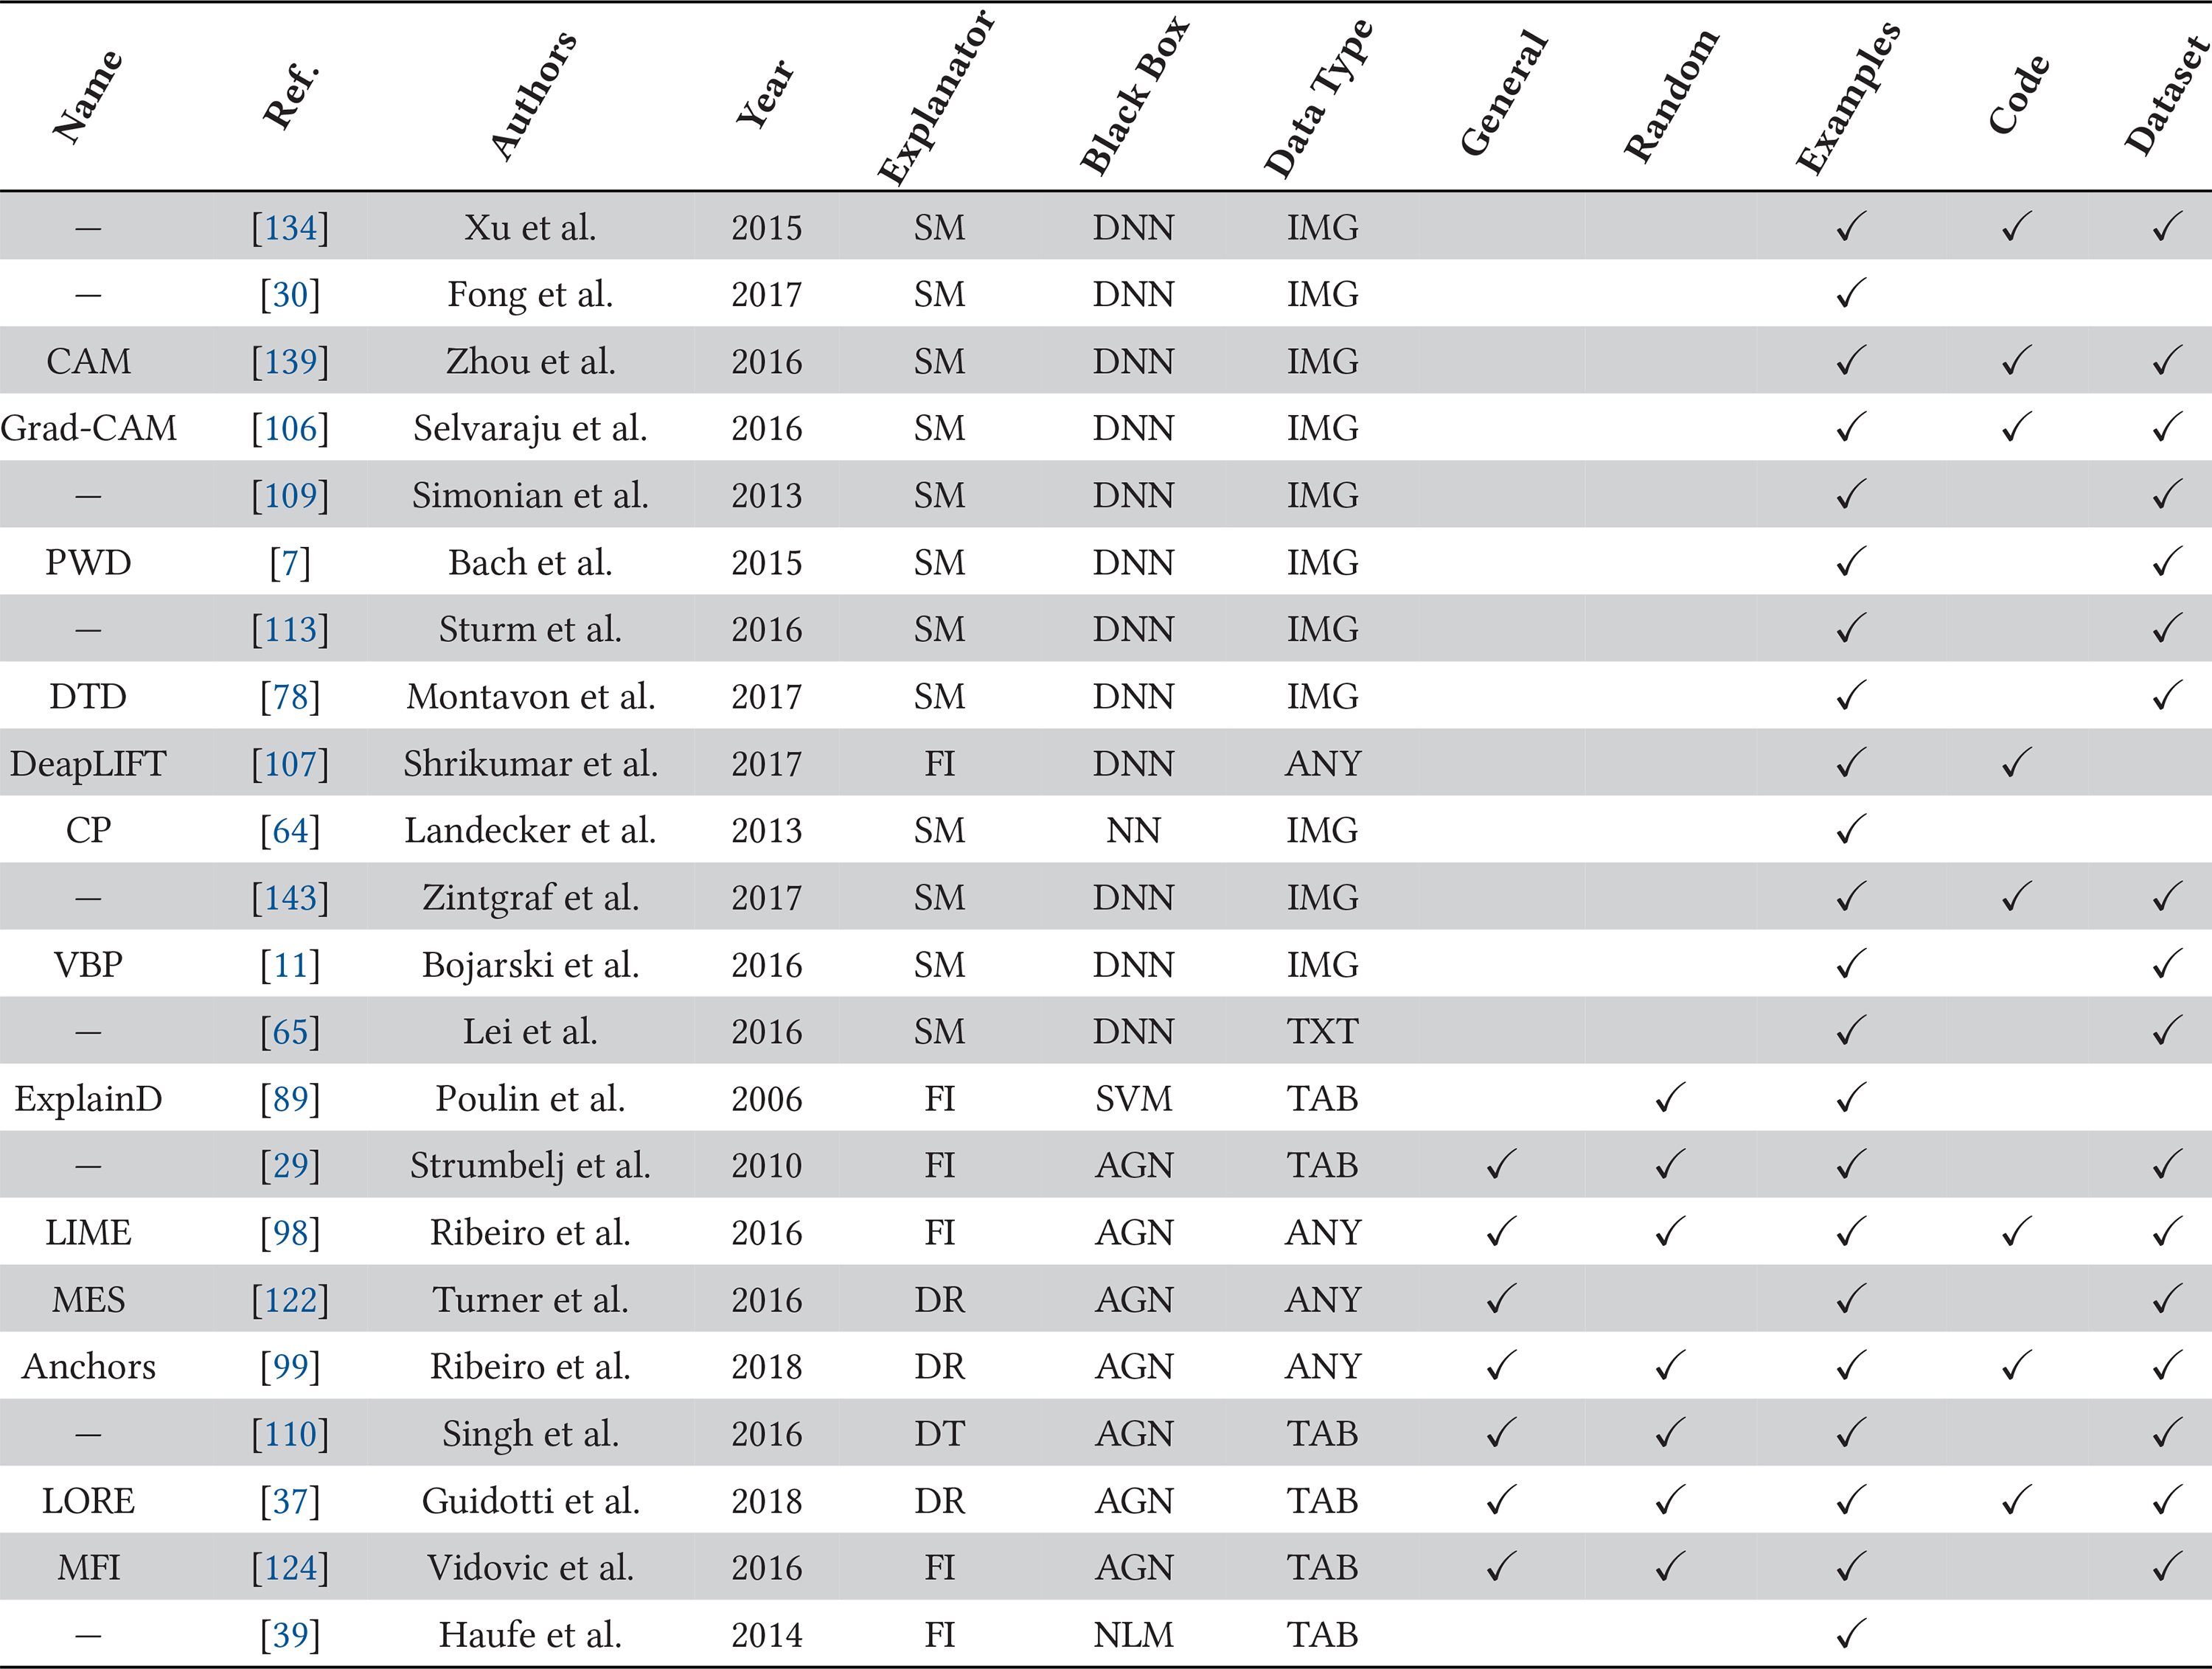 Name Ref. Authors Year Explanator Black Box Data Type General Random Examples Code Dataset
— [134] Xu et al. 2015 SM DNN IMG ✓ ✓ ✓
— [30] Fong et al. 2017 SM DNN IMG ✓
CAM [139] Zhou et al. 2016 SM DNN IMG ✓ ✓ ✓
Grad-CAM [106] Selvaraju et al. 2016 SM DNN IMG ✓ ✓ ✓
— [109] Simonian et al. 2013 SM DNN IMG ✓ ✓
PWD [7] Bach et al. 2015 SM DNN IMG ✓ ✓
— [113] Sturm et al. 2016 SM DNN IMG ✓ ✓
DTD [78] Montavon et al. 2017 SM DNN IMG ✓ ✓
DeapLIFT [107] Shrikumar et al. 2017 FI DNN ANY ✓ ✓
CP [64] Landecker et al. 2013 SM NN IMG ✓
— [143] Zintgraf et al. 2017 SM DNN IMG ✓ ✓ ✓
VBP [11] Bojarski et al. 2016 SM DNN IMG ✓ ✓
— [65] Lei et al. 2016 SM DNN TXT ✓ ✓
ExplainD [89] Poulin et al. 2006 FI SVM TAB ✓ ✓
— [29] Strumbelj et al. 2010 FI AGN TAB ✓ ✓ ✓ ✓
LIME [98] Ribeiro et al. 2016 FI AGN ANY ✓ ✓ ✓ ✓ ✓
MES [122] Turner et al. 2016 DR AGN ANY ✓ ✓ ✓
Anchors [99] Ribeiro et al. 2018 DR AGN ANY ✓ ✓ ✓ ✓ ✓
— [110] Singh et al. 2016 DT AGN TAB ✓ ✓ ✓ ✓
LORE [37] Guidotti et al. 2018 DR AGN TAB ✓ ✓ ✓ ✓ ✓
MFI [124] Vidovic et al. 2016 FI AGN TAB ✓ ✓ ✓ ✓
— [39] Haufe et al. 2014 FI NLM TAB ✓